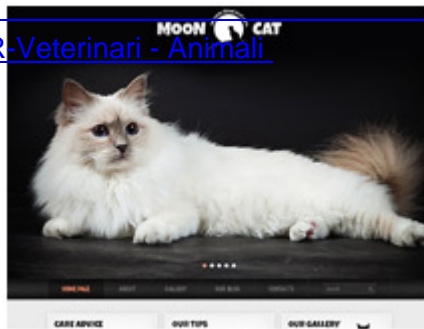 MOON CAT
R-Veterinari - Animali
HOME PAGE ABOUT GALLERY OUR BLOG CONTACTS
CARE ADVICE OUR TIPS OUR GALLERY